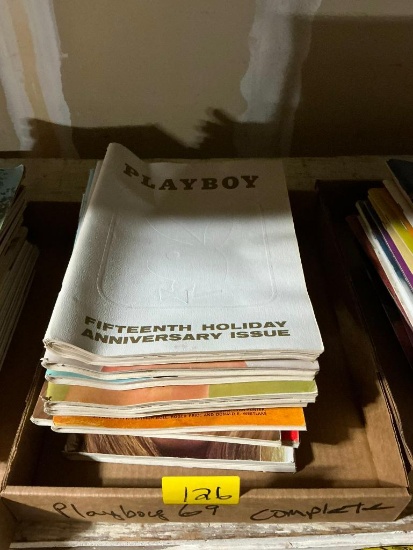 PLAYBOY
FIFTEENTH HOLIDAY
ANNIVERSARY ISSUE
126
Playboy 69 complete